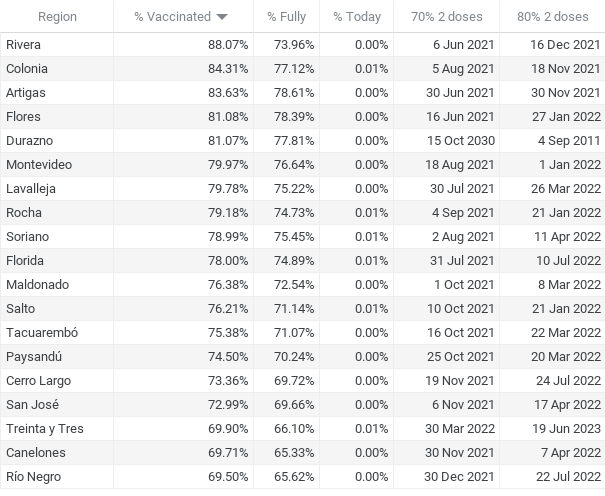 Region % Vaccinated % Fully % Today 70% 2 doses 80% 2 doses
Rivera 88.07% 73.96% 0.00% 6 Jun 2021 16 Dec 2021
Colonia 84.31% 77.12% 0.01% 5 Aug 2021 18 Nov 2021
Artigas 83.63% 78.61% 0.00% 30 Jun 2021 30 Nov 2021
Flores 81.08% 78.39% 0.00% 16 Jun 2021 27 Jan 2022
Durazno 81.07% 77.81% 0.00% 15 Oct 2030 4 Sep 2011
Montevideo 79.97% 76.64% 0.00% 18 Aug 2021 1 Jan 2022
Lavalleja 79.78% 75.22% 0.00% 30 Jul 2021 26 Mar 2022
Rocha 79.18% 74.73% 0.01% 4 Sep 2021 21 Jan 2022
Soriano 78.99% 75.45% 0.01% 2 Aug 2021 11 Apr 2022
Florida 78.00% 74.89% 0.01% 31 Jul 2021 10 Jul 2022
Maldonado 76.38% 72.54% 0.00% 1 Oct 2021 8 Mar 2022
Salto 76.21% 71.14% 0.01% 10 Oct 2021 21 Jan 2022
Tacuarembó 75.38% 71.07% 0.00% 16 Oct 2021 22 Mar 2022
Paysandú 74.50% 70.24% 0.00% 25 Oct 2021 20 Mar 2022
Cerro Largo 73.36% 69.72% 0.00% 19 Nov 2021 24 Jul 2022
San José 72.99% 69.66% 0.00% 6 Nov 2021 17 Apr 2022
Treinta y Tres 69.90% 66.10% 0.01% 30 Mar 2022 19 Jun 2023
Canelones 69.71% 65.33% 0.00% 30 Nov 2021 7 Apr 2022
Río Negro 69.50% 65.62% 0.00% 30 Dec 2021 22 Jul 2022